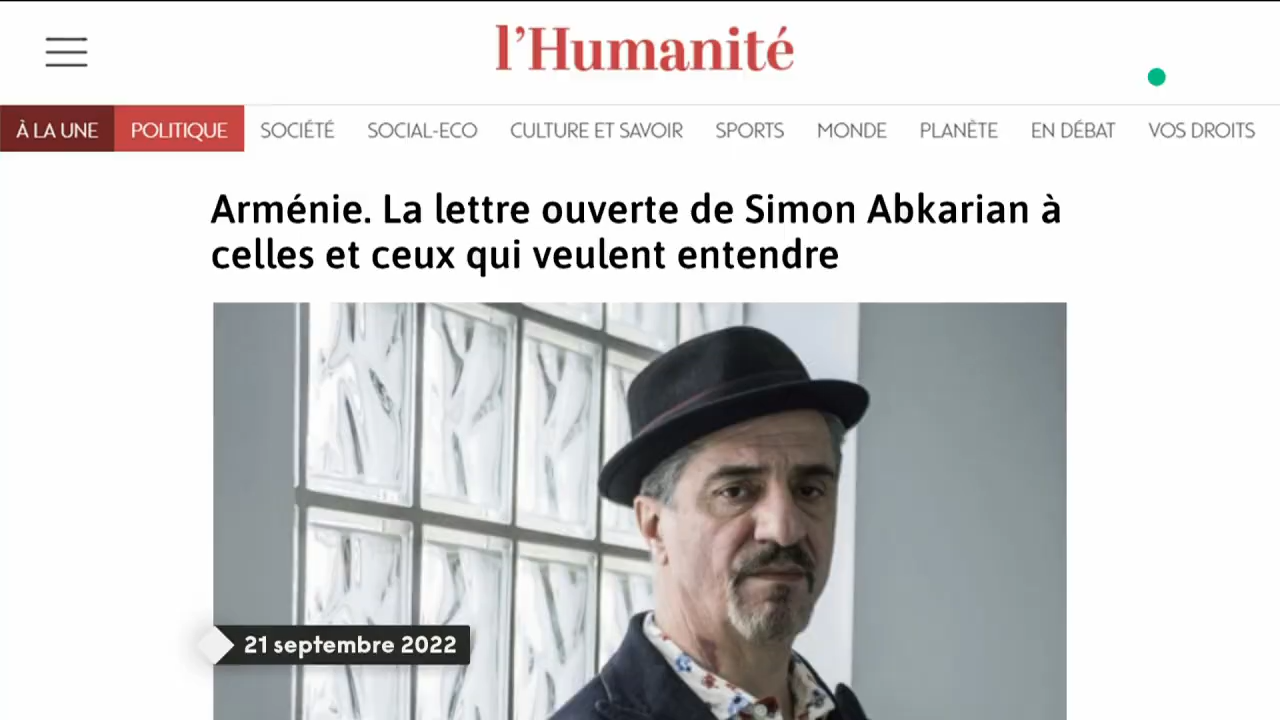 l'Humanité
À LA UNE POLITIQUE SOCIÉTÉ SOCIAL-ECO CULTURE ET SAVOIR SPORTS MONDE PLANÈTE EN DÉBAT VOS DROITS
Arménie. La lettre ouverte de Simon Abkarian à
celles et ceux qui veulent entendre
21 septembre 2022